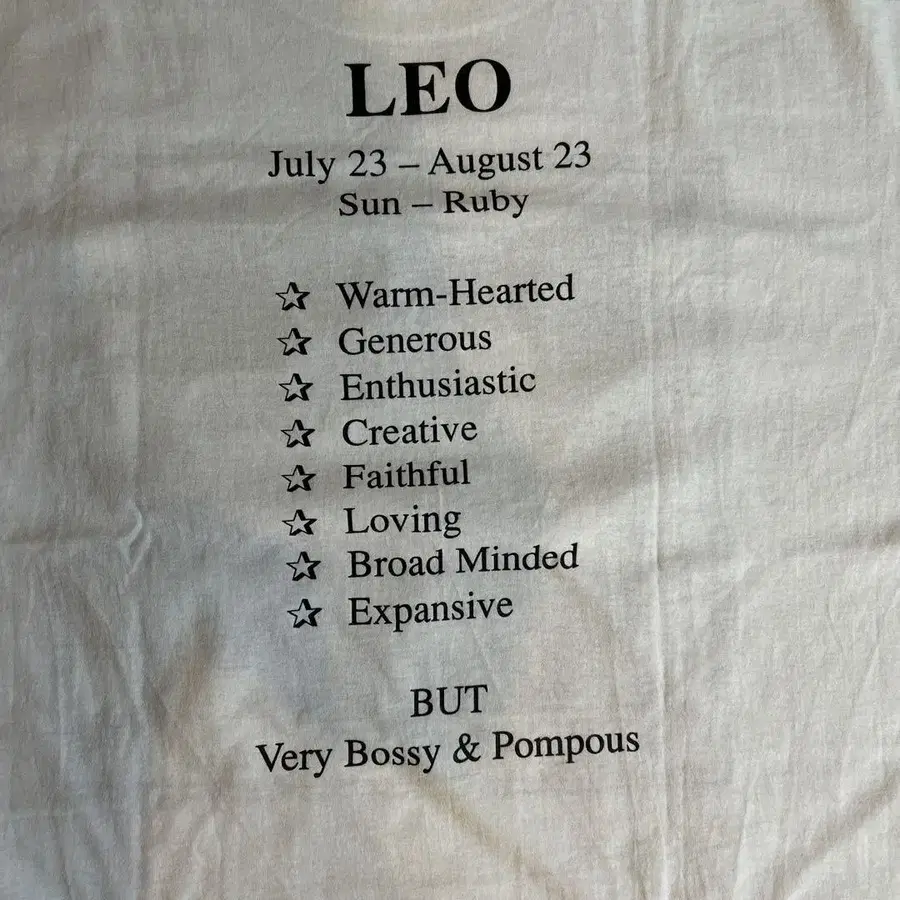 LEO
July 23 – August 23
Sun – Ruby
☆ Warm-Hearted
☆ Generous
☆ Enthusiastic
☆ Creative
☆ Faithful
☆ Loving
☆ Broad Minded
☆ Expansive
BUT
Very Bossy & Pompous